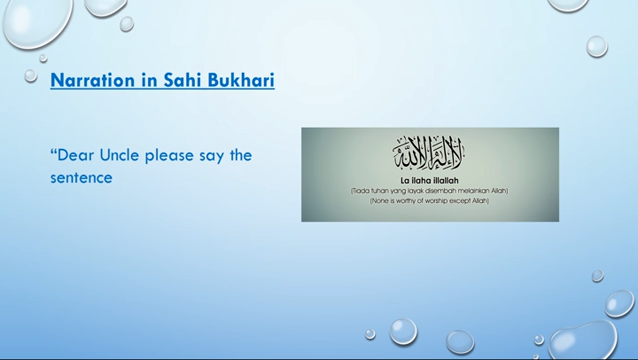 Narration in Sahi Bukhari
“Dear Uncle please say the
sentence
لا إله إلا الله
La ilaha illallah
(Tiada tuhan yang layak disembah melainkan Allah)
(None is worthy of worship except Allah)